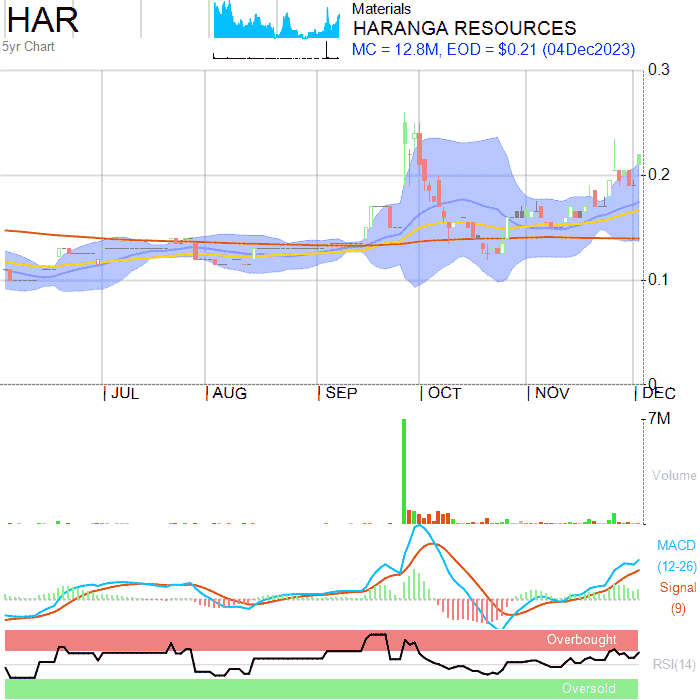 HAR
5yr Chart
Materials
HARANGA RESOURCES
MC = 12.8M, EOD = $0.21 (04Dec2023)
0.3
0.2
0.1
0
JUL
AUG
SEP
OCT
NOV
DEC
7M
Volume
MACD
(12-26)
Signal
(9)
Overbought
RSI(14)
Oversold